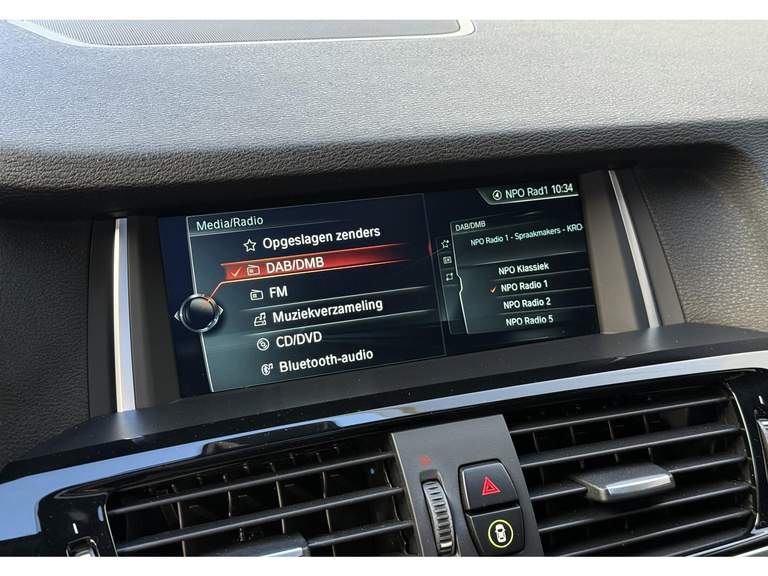 ④ NPO Rad1 10:34
Media/Radio
Opgeslagen zenders
DAB/DMB
FM
Muziekverzameling
CD/DVD
Bluetooth-audio
DAB/DMB
NPO Radio 1 - Spraakmakers - KRO
NPO Klassiek
NPO Radio 1
NPO Radio 2
NPO Radio 5